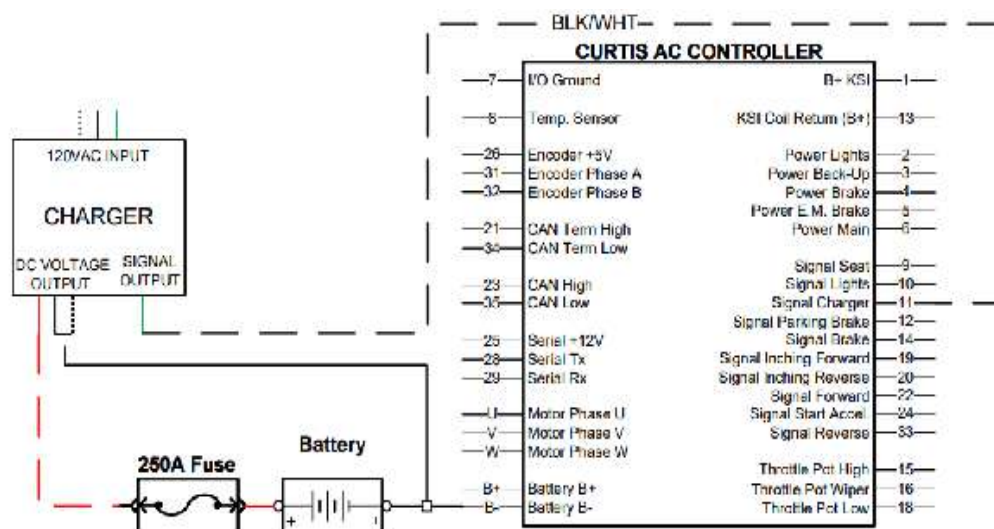 BLK/WHT
CURTIS AC CONTROLLER
7 I/O Ground B+ KSI 1
8 Temp. Sensor KSI Coil Return (B+) 13
26 Encoder +5V Power Lights 2
31 Encoder Phase A Power Back-Up 3
32 Encoder Phase B Power Brake 4
Power E.M. Brake 5
21 CAN Term High Power Main 6
34 CAN Term Low
Signal Seat 9
23 CAN High Signal Lights 10
35 CAN Low Signal Charger 11
Signal Parking Brake 12
25 Serial +12V Signal Brake 14
28 Serial Tx Signal Inching Forward 19
29 Serial Rx Signal Inching Reverse 20
Signal Forward 22
U Motor Phase U Signal Start Accel. 24
V Motor Phase V Signal Reverse 33
W Motor Phase W
Throttle Pot High 15
B+ Battery B+ Throttle Pot Wiper 16
B- Battery B- Throttle Pot Low 18
120VAC INPUT
CHARGER
DC VOLTAGE OUTPUT
SIGNAL OUTPUT
250A Fuse
Battery
+ -